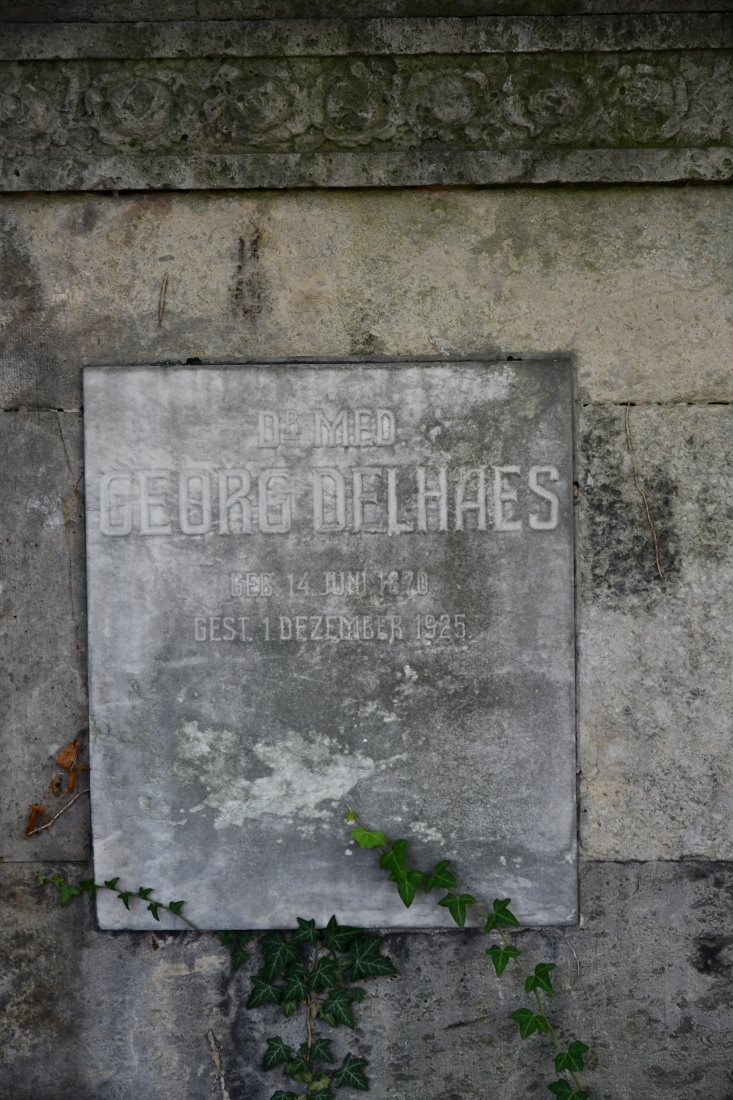 DR MED.
GEORG DELHAES
GEB. 14. JUNI 1870
GEST. 1. DEZEMBER 1925.